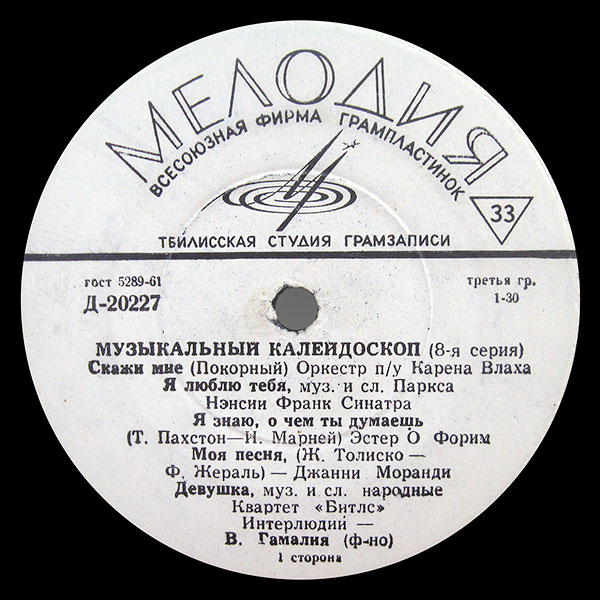 МЕЛОДИЯ
ВСЕСОЮЗНАЯ ФИРМА ГРАМПЛАСТИНОК
33
ТБИЛИССКАЯ СТУДИЯ ГРАМЗАПИСИ
гост 5289-61
третья гр.
Д-20227
1-30
МУЗЫКАЛЬНЫЙ КАЛЕЙДОСКОП (8-я серия)
Скажи мне (Покорный) Оркестр п/у Карена Влаха
Я люблю тебя, муз. и сл. Паркса
Нэнсии Франк Синатра
Я знаю, о чем ты думаешь
(Т. Пахстон—И. Марней) Эстер О Форим
Моя песня, (Ж. Толиско —
Ф. Жераль) — Джанни Моранди
Девушка, муз. и сл. народные
Квартет «Битлс»
Интерлюдии —
В. Гамалия (ф-но)
1 сторона